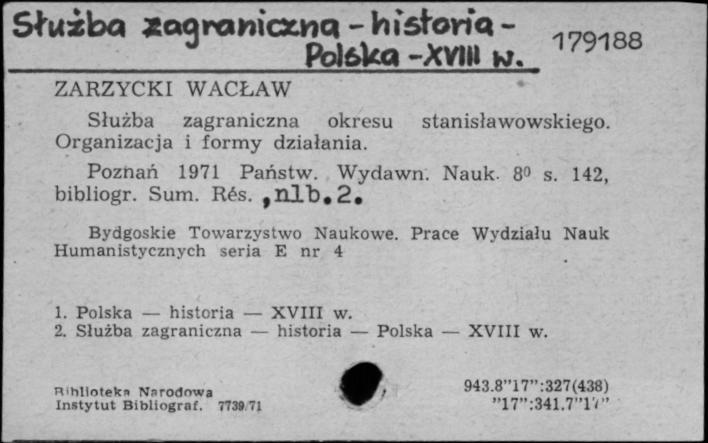 Służba zagraniczna - historia -
Polska - XVIII w.
179188
ZARZYCKI WACŁAW
Służba zagraniczna okresu stanisławowskiego.
Organizacja i formy działania.
Poznań 1971 Państw. Wydawn. Nauk. 8⁰ s. 142,
bibliogr. Sum. Rés. ,nlb.2.
Bydgoskie Towarzystwo Naukowe. Prace Wydziału Nauk
Humanistycznych seria E nr 4
1. Polska — historia — XVIII w.
2. Służba zagraniczna — historia — Polska — XVIII w.
Biblioteka Narodowa
Instytut Bibliograf. 7739/71
943.8"17":327(438)
"17":341.7"17"